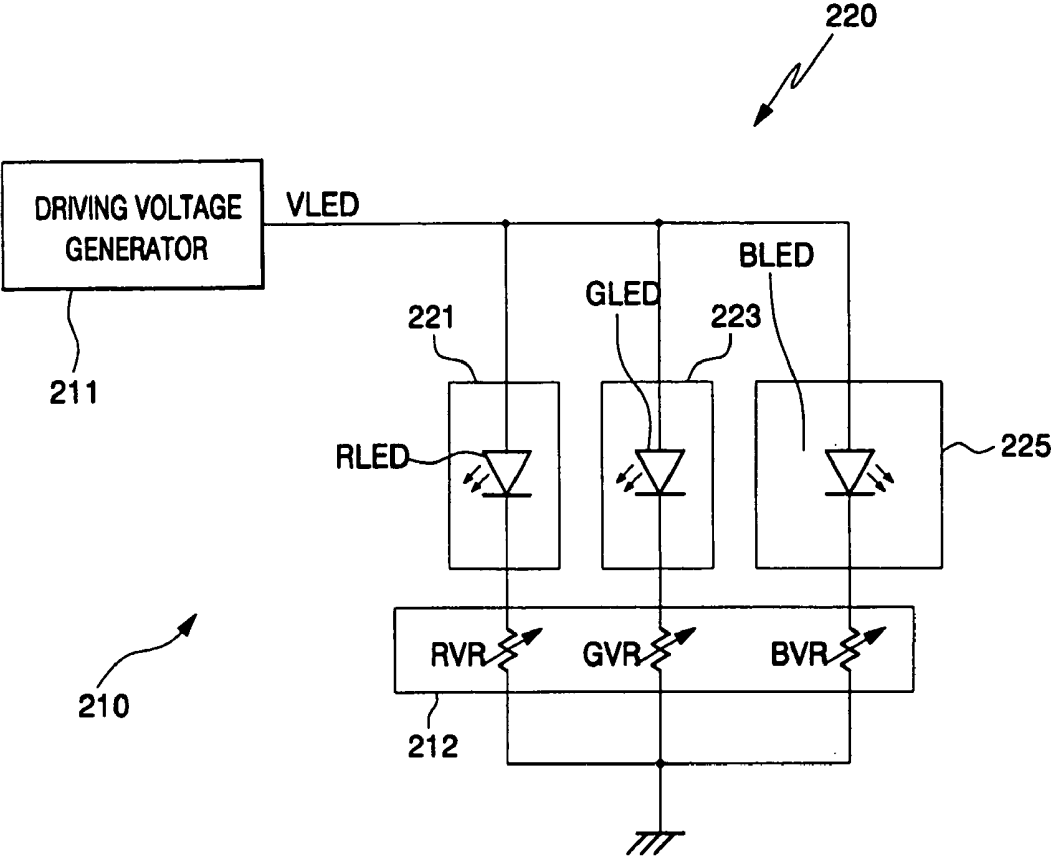 220
DRIVING VOLTAGE
GENERATOR
VLED
211
221
GLED
223
BLED
RLED
225
RVR
GVR
BVR
210
212